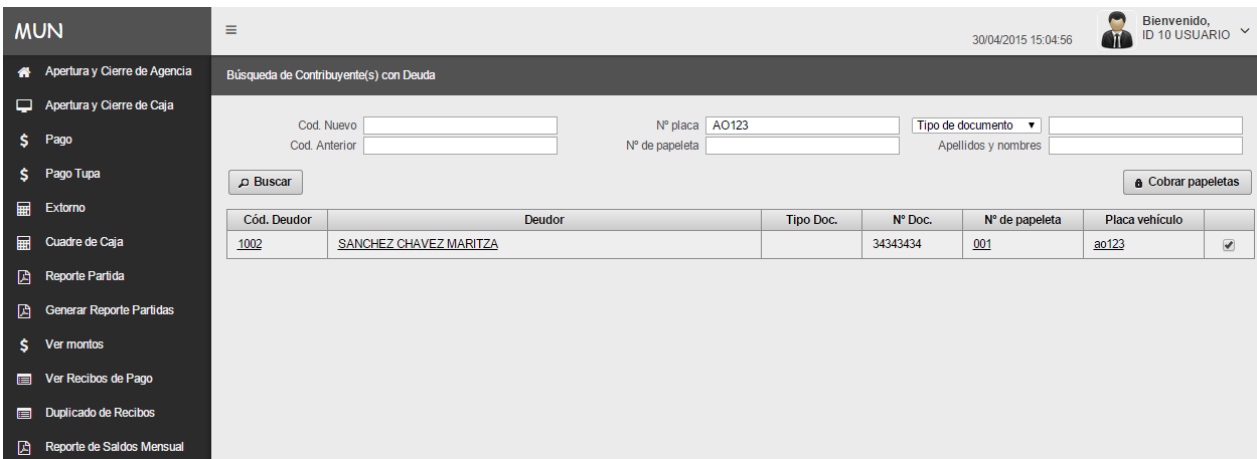 MUN
30/04/2015 15:04:56
Bienvenido,
ID 10 USUARIO
Apertura y Cierre de Agencia
Apertura y Cierre de Caja
Pago
Pago Tupa
Extorno
Cuadre de Caja
Reporte Partida
Generar Reporte Partidas
Ver montos
Ver Recibos de Pago
Duplicado de Recibos
Reporte de Saldos Mensual
Búsqueda de Contribuyente(s) con Deuda
Cod. Nuevo Nº placa AO123 Tipo de documento
Cod. Anterior Nº de papeleta Apellidos y nombres
Buscar Cobrar papeletas
Cód. Deudor Deudor Tipo Doc. Nº Doc. Nº de papeleta Placa vehículo
1002 SANCHEZ CHAVEZ MARITZA 34343434 001 ao123